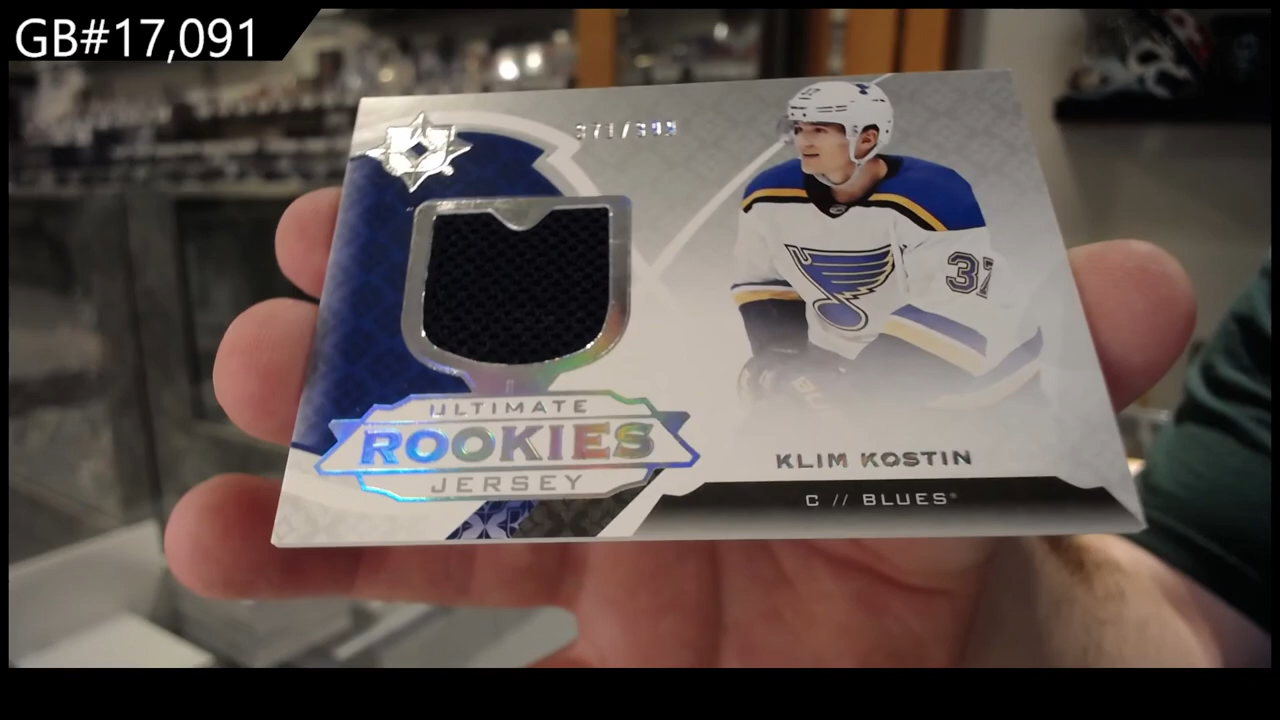 GB#17,091
37
ULTIMATE
ROOKIES
JERSEY
KLIM KOSTIN
C // BLUES